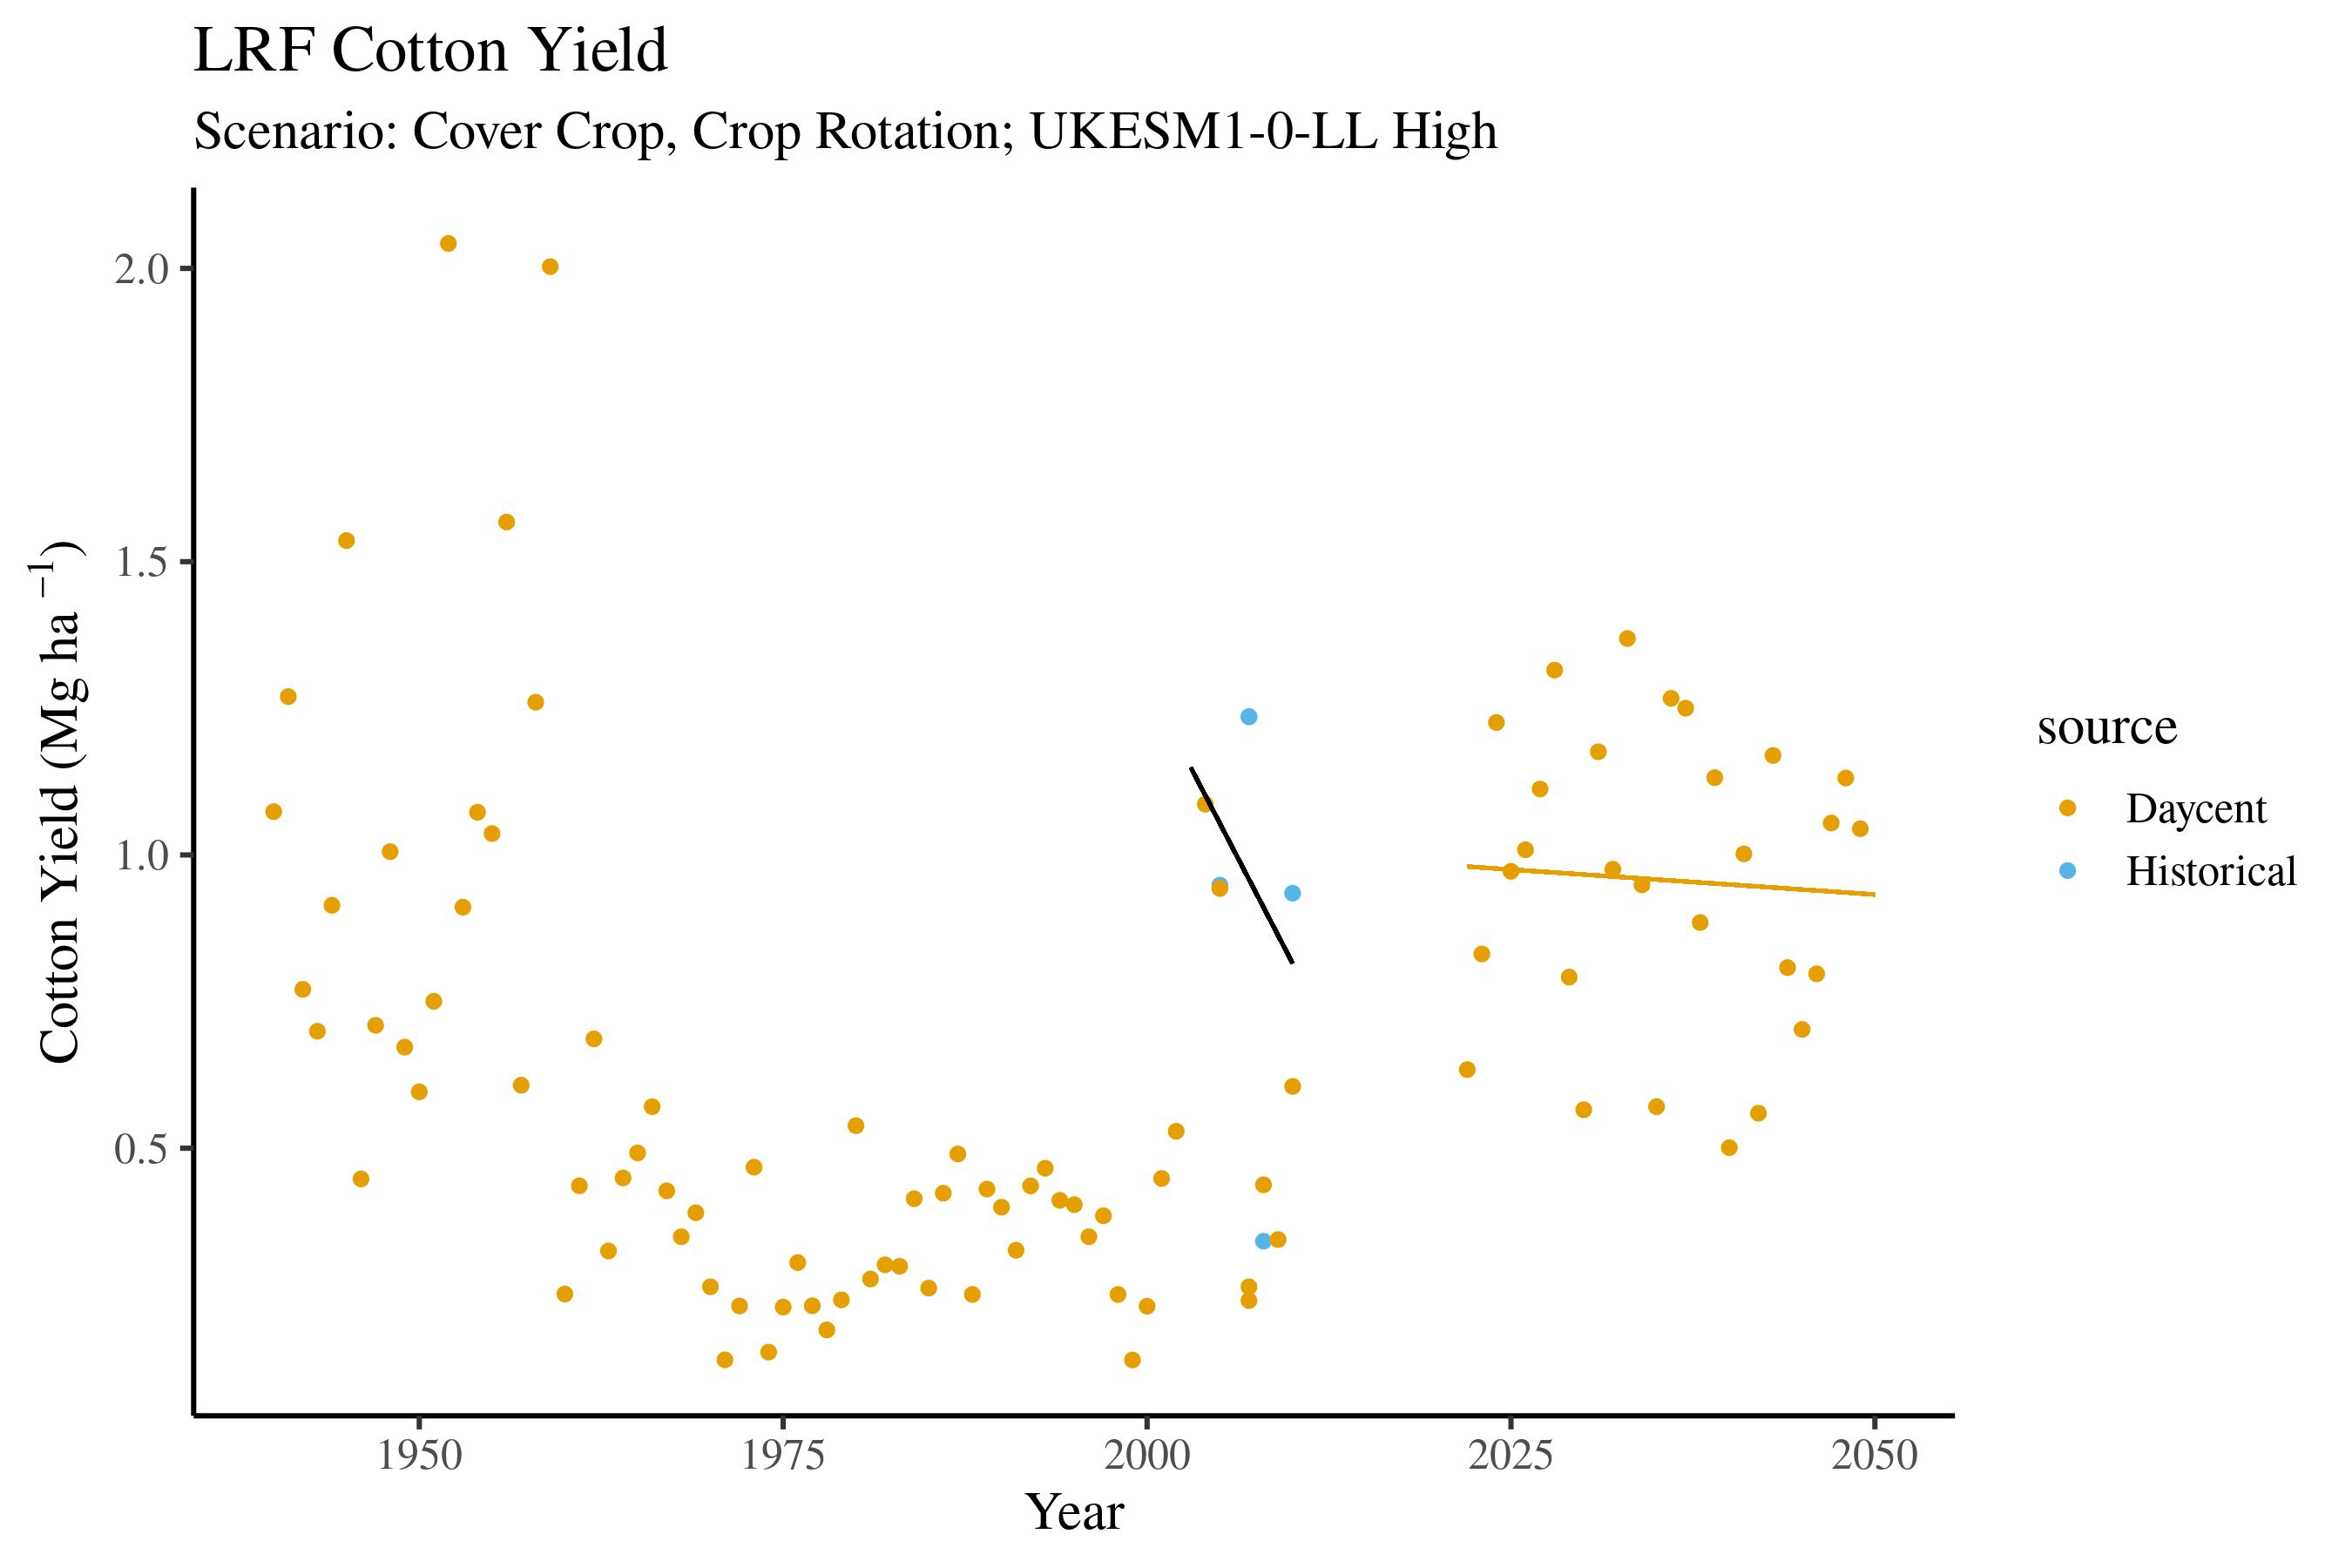 LRF Cotton Yield
Scenario: Cover Crop, Crop Rotation; UKESM1-0-LL High
Cotton Yield (Mg ha −1)
2.0
1.5
1.0
0.5
1950 1975 2000 2025 2050
Year
source
Daycent
Historical